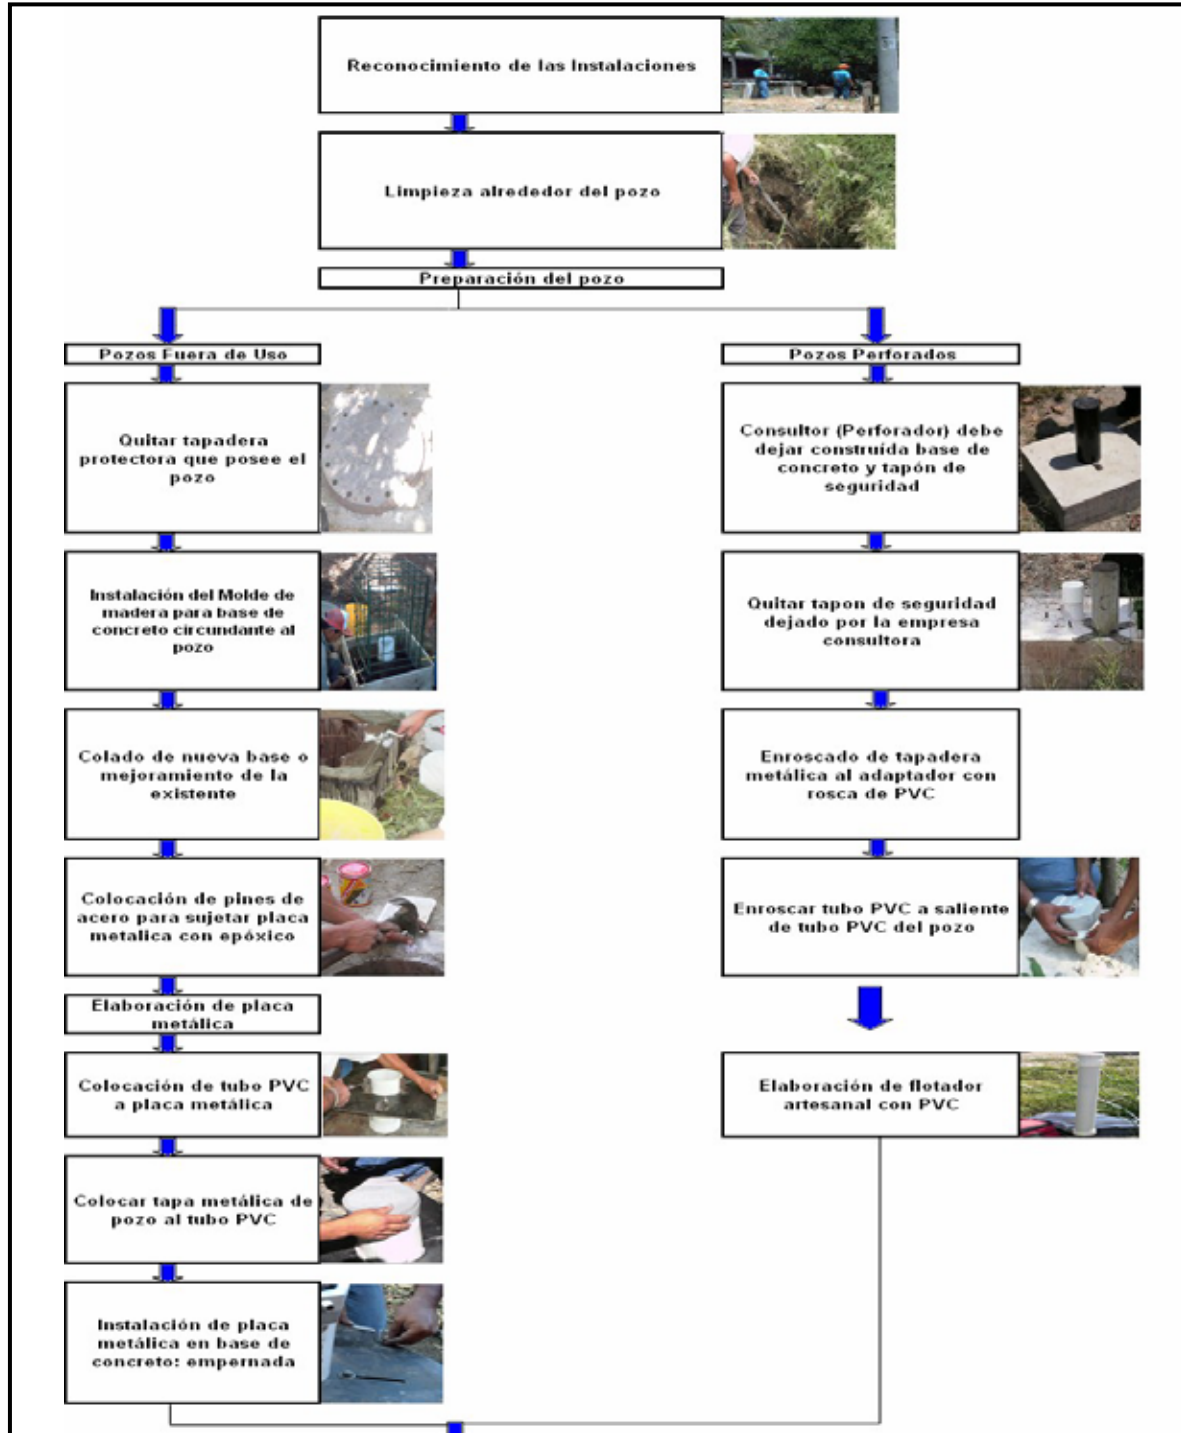 Reconocimiento de las Instalaciones
Limpieza alrededor del pozo
Preparación del pozo
Pozos Fuera de Uso
Quitar tapadera
protectora que posee el
pozo
Instalación del Molde de
madera para base de
concreto circundante al
pozo
Colado de nueva base o
mejoramiento de la
existente
Colocación de pines de
acero para sujetar placa
metalica con epóxico
Elaboración de placa
metálica
Colocación de tubo PVC
a placa metálica
Colocar tapa metálica de
pozo al tubo PVC
Instalación de placa
metálica en base de
concreto: empernada
Pozos Perforados
Consultor (Perforador) debe
dejar construída base de
concreto y tapón de
seguridad
Quitar tapon de seguridad
dejado por la empresa
consultora
Enroscado de tapadera
metálica al adaptador con
rosca de PVC
Enroscar tubo PVC a saliente
de tubo PVC del pozo
Elaboración de flotador
artesanal con PVC